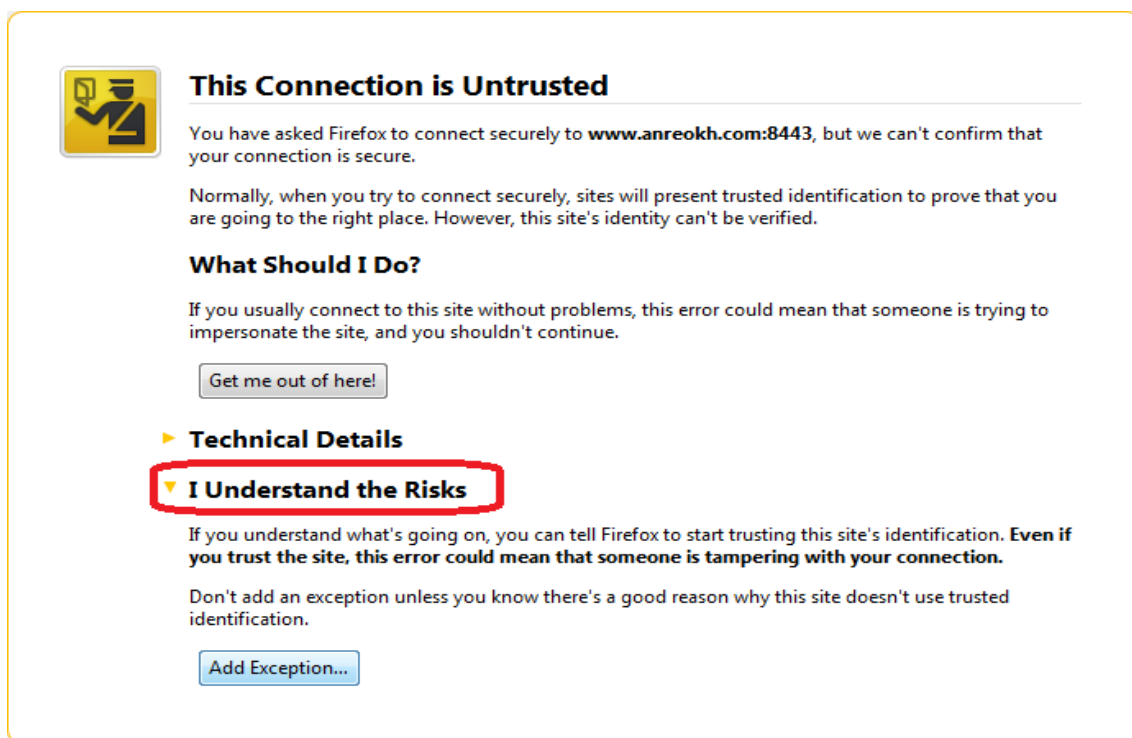 This Connection is Untrusted
You have asked Firefox to connect securely to www.anreokh.com:8443, but we can't confirm that
your connection is secure.
Normally, when you try to connect securely, sites will present trusted identification to prove that you
are going to the right place. However, this site's identity can't be verified.
What Should I Do?
If you usually connect to this site without problems, this error could mean that someone is trying to
impersonate the site, and you shouldn't continue.
Get me out of here!
Technical Details
I Understand the Risks
If you understand what's going on, you can tell Firefox to start trusting this site's identification. Even if
you trust the site, this error could mean that someone is tampering with your connection.
Don't add an exception unless you know there's a good reason why this site doesn't use trusted
identification.
Add Exception...